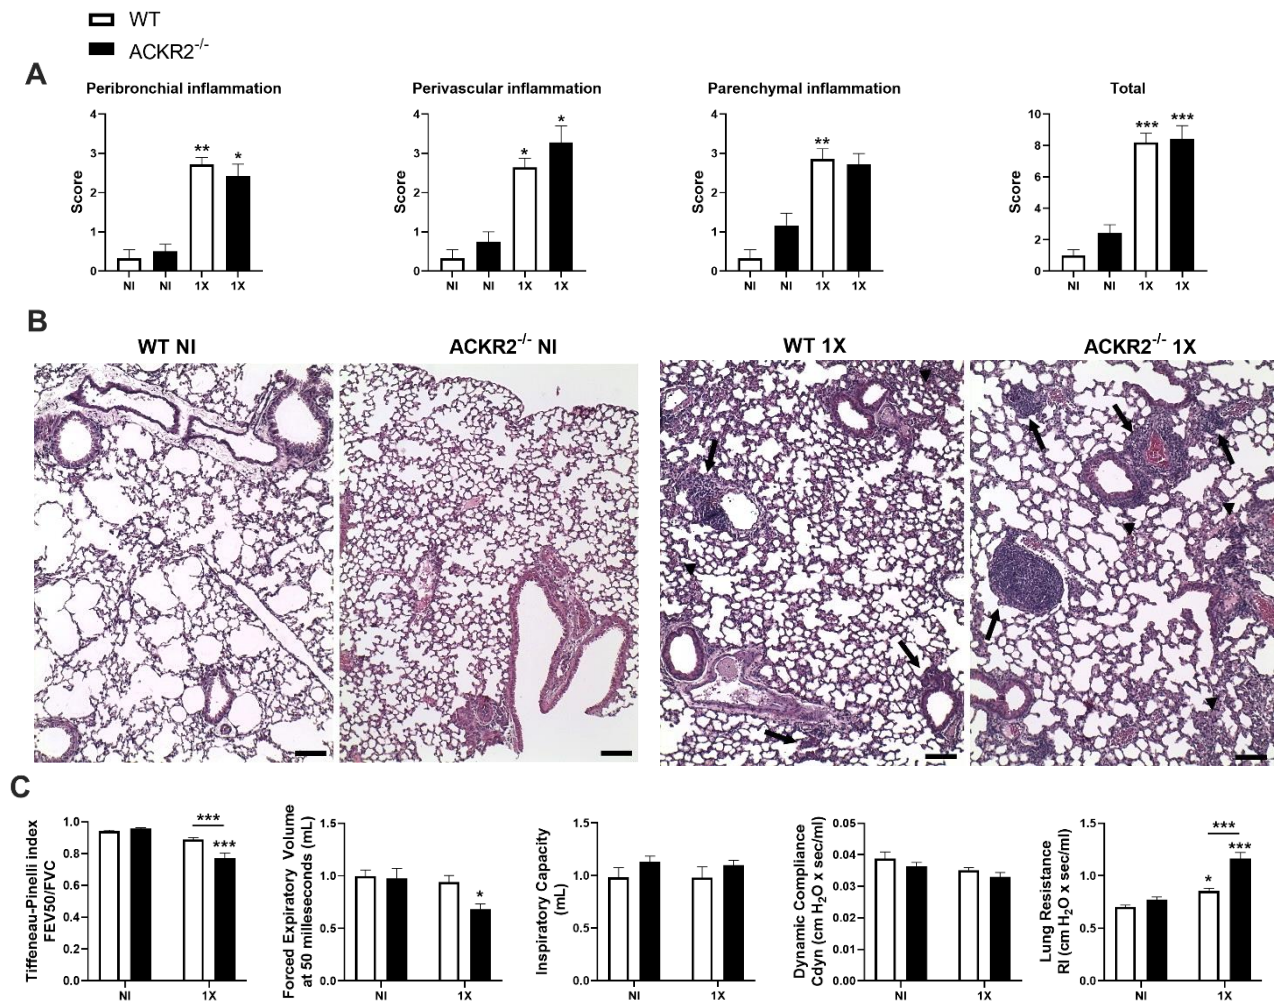 WT
ACKR2-/-
A
Peribronchial inflammation
Perivascular inflammation
Parenchymal inflammation
Total
4
3
2
1
0
Score
**
*
NI
NI
1X
1X
4
3
2
1
0
Score
*
*
NI
NI
1X
1X
4
3
2
1
0
Score
**
NI
NI
1X
1X
10
8
6
4
2
0
Score
***
***
NI
NI
1X
1X
B
WT NI
ACKR2-/- NI
WT 1X
ACKR2-/- 1X
C
Tiffeneau-Pinelli index
FEV50/FVC
1.0
0.8
0.6
0.4
0.2
0.0
***
***
NI
1X
Forced Expiratory Volume
at 50 milleseconds (mL)
1.5
1.0
0.5
0.0
*
NI
1X
Inspiratory Capacity
(mL)
1.5
1.0
0.5
0.0
NI
1X
Dynamic Compliance
Cdyn (cm H2O x sec/ml)
0.05
0.04
0.03
0.02
0.01
0.00
NI
1X
Lung Resistance
RI (cm H2O x sec/ml)
1.5
1.0
0.5
0.0
*
***
***
NI
1X